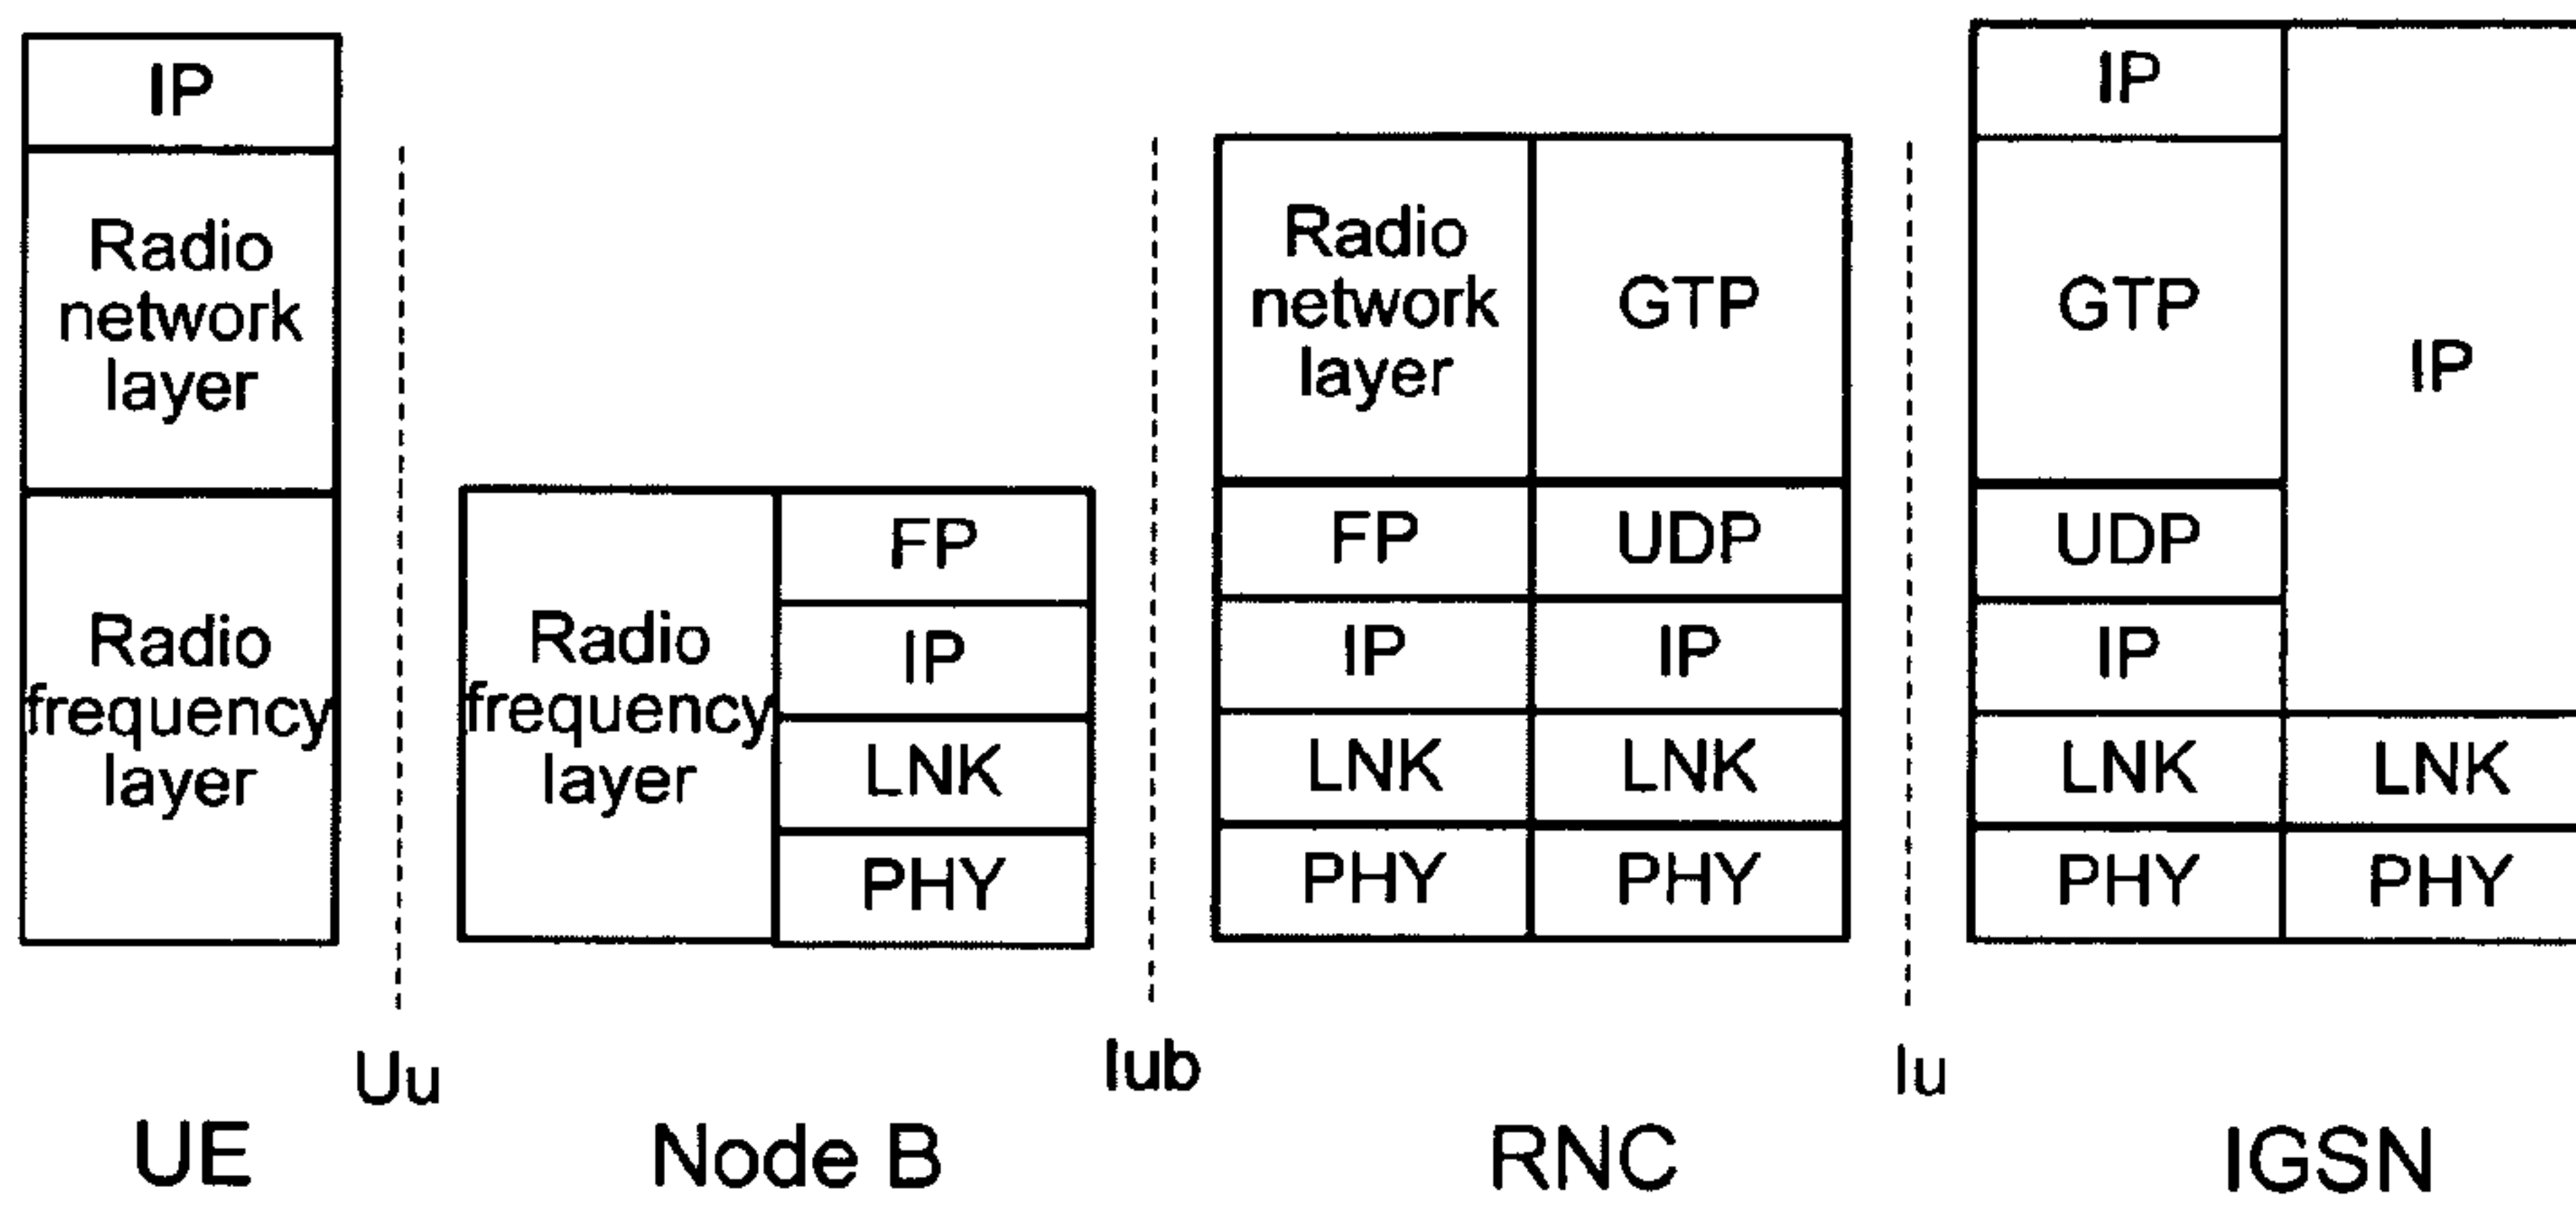 IP
Radio
network
layer
Radio
frequency
layer
Radio
frequency
layer
FP
IP
LNK
PHY
Radio
network
layer
FP
IP
LNK
PHY
GTP
UDP
IP
LNK
PHY
IP
GTP
UDP
IP
LNK
PHY
IP
LNK
PHY
Uu
Iub
Iu
UE
Node B
RNC
IGSN